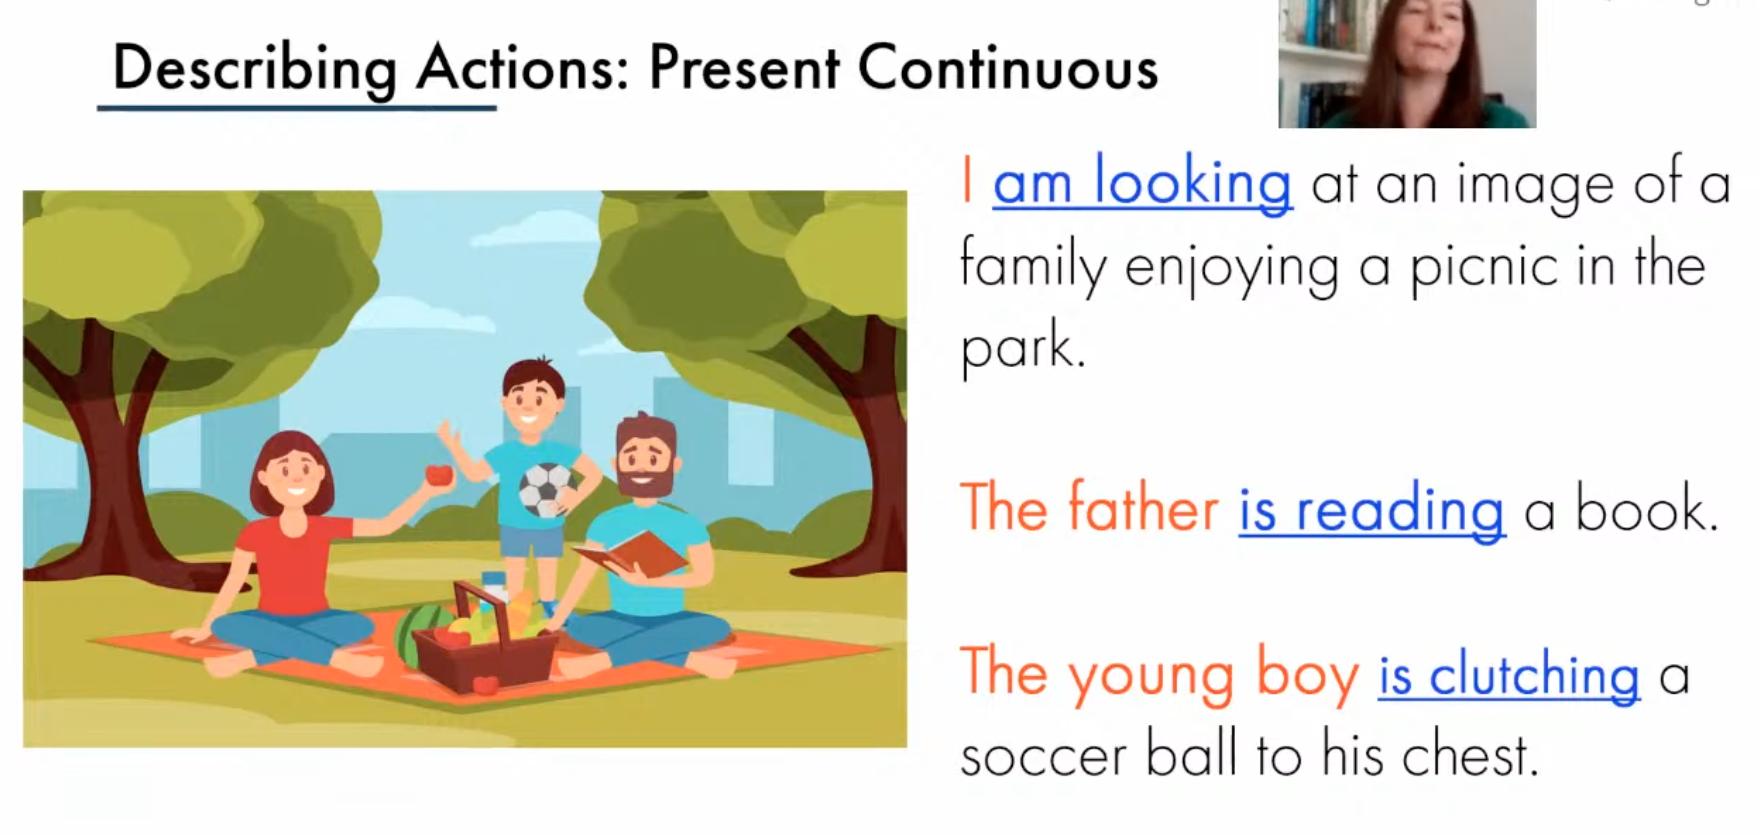 Describing Actions: Present Continuous
I am looking at an image of a
family enjoying a picnic in the
park.
The father is reading a book.
The young boy is clutching a
soccer ball to his chest.